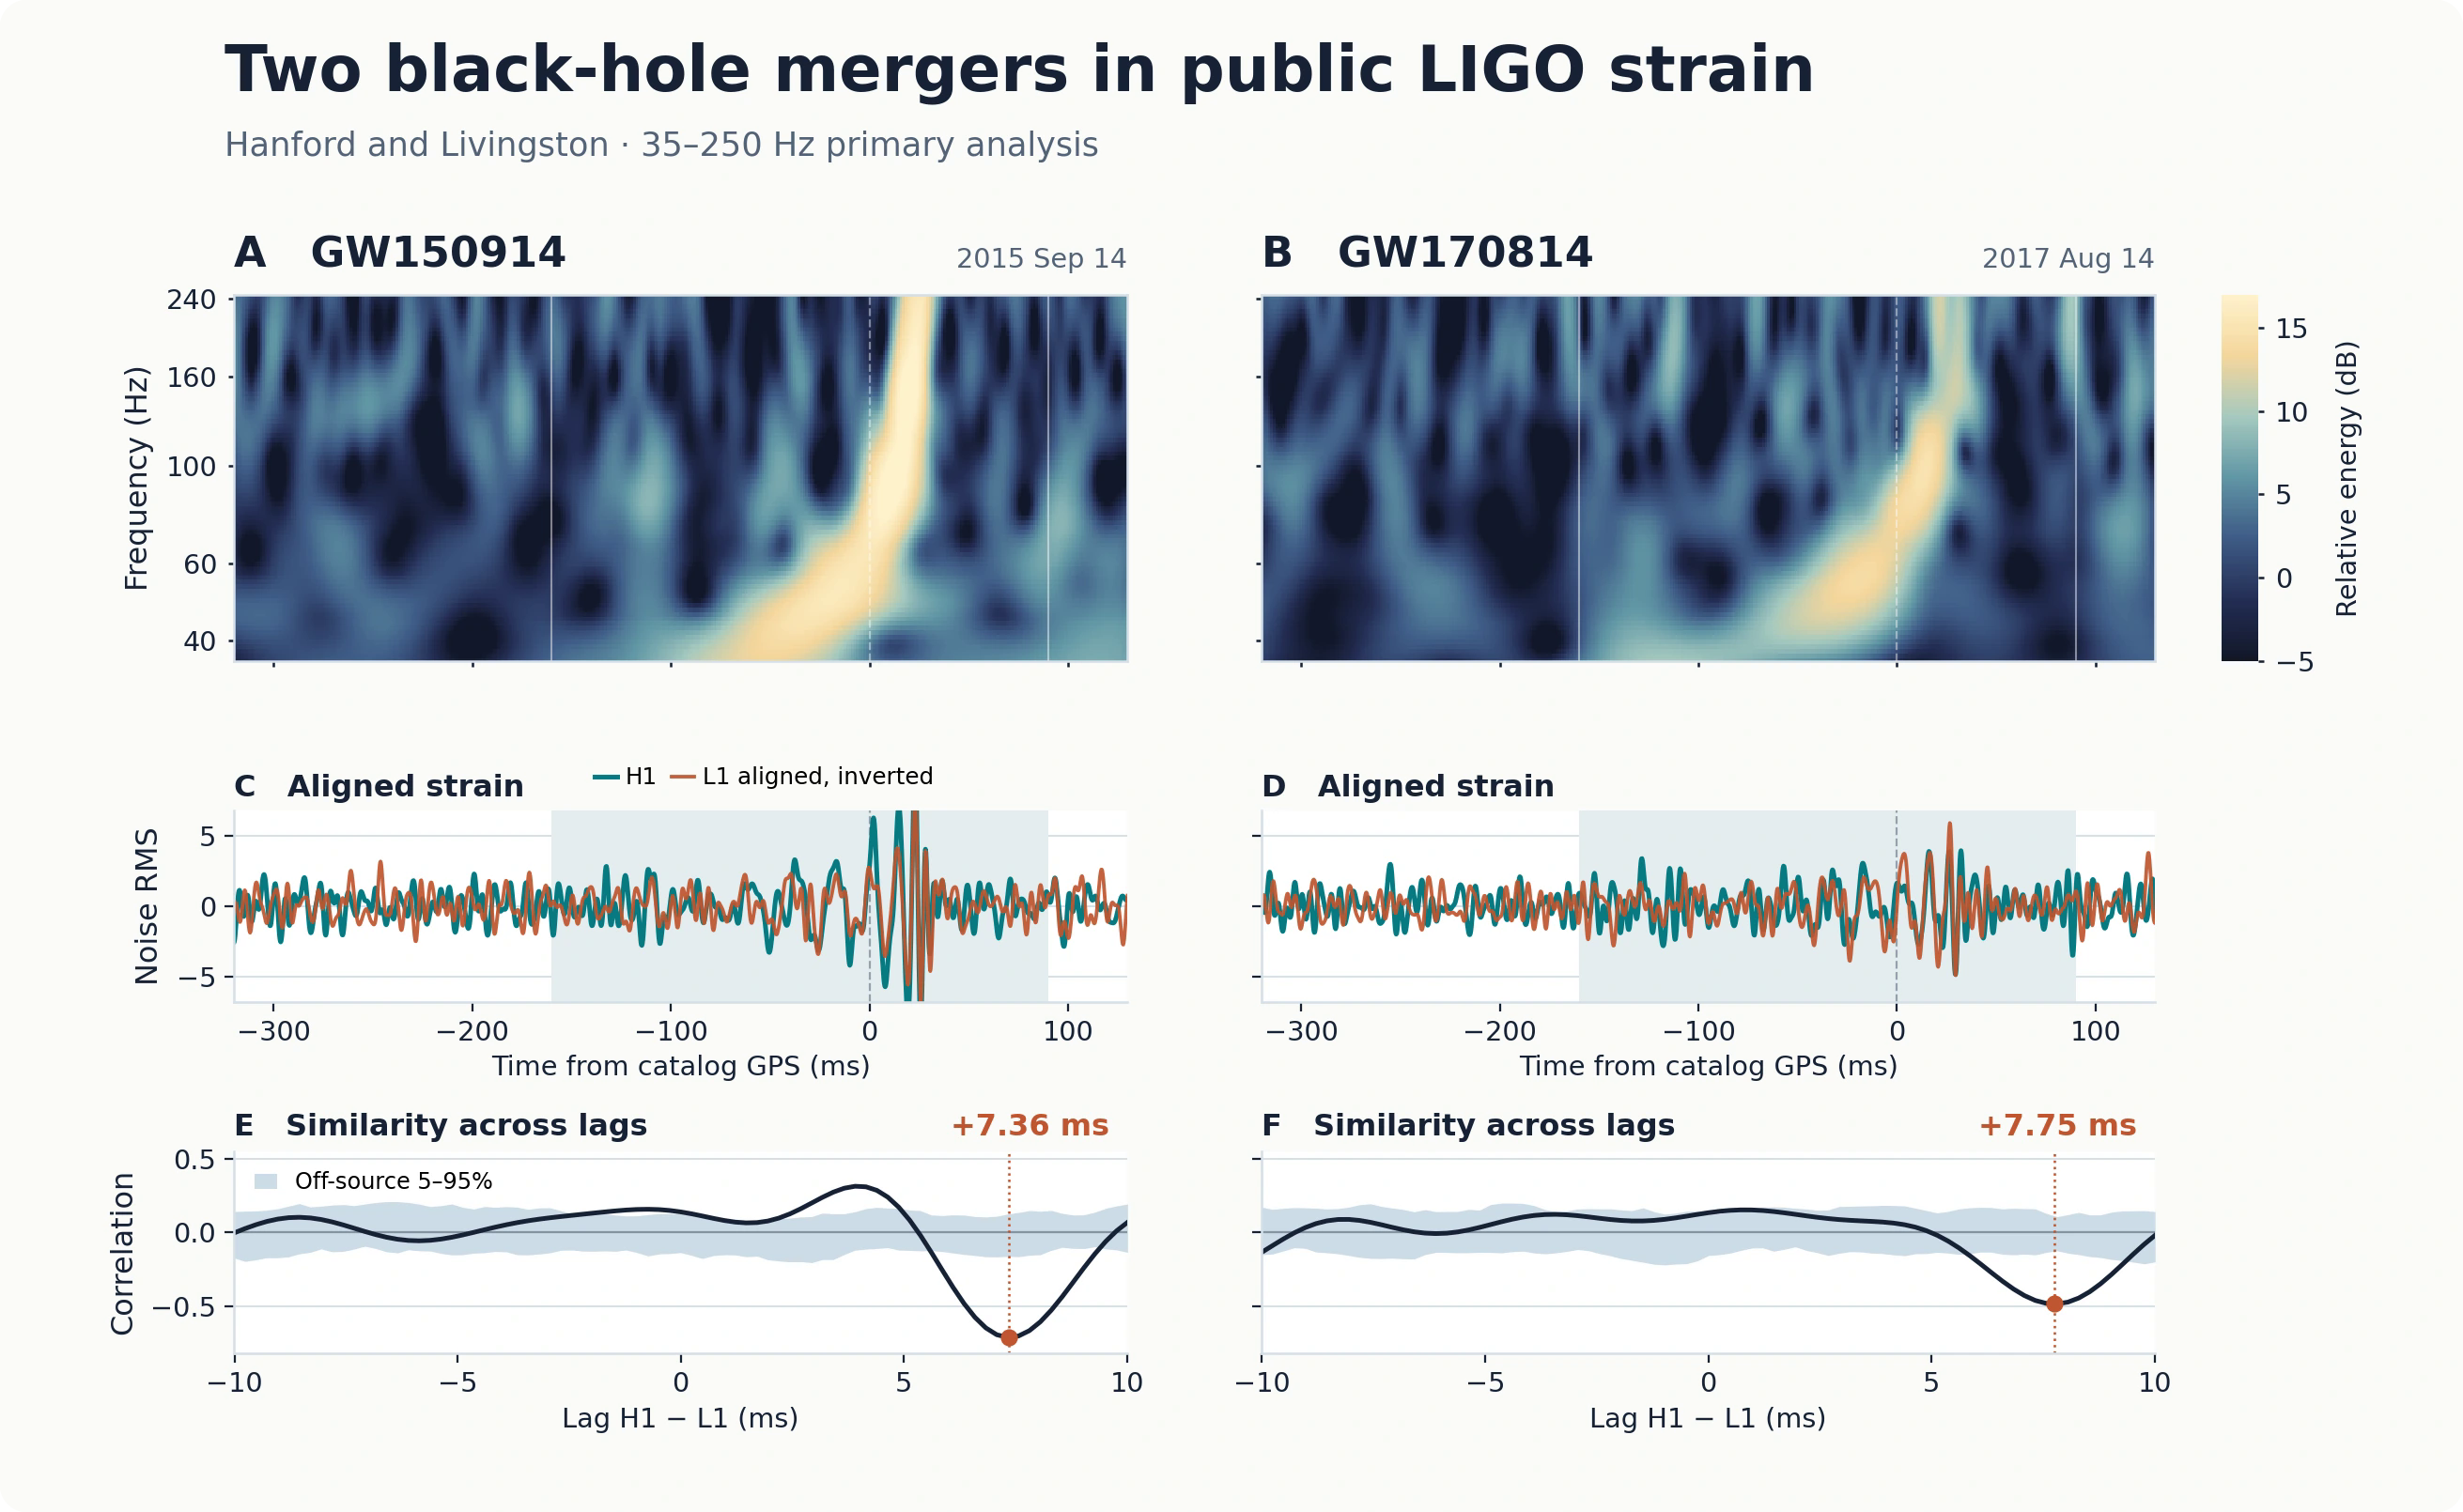 Two black-hole mergers in public LIGO strain
Hanford and Livingston · 35–250 Hz primary analysis
A GW150914
2015 Sep 14
B GW170814
2017 Aug 14
240
160
100
60
40
Frequency (Hz)
15
10
5
0
−5
Relative energy (dB)
C Aligned strain
H1
L1 aligned, inverted
D Aligned strain
5
0
−5
Noise RMS
−300
−200
−100
0
100
Time from catalog GPS (ms)
−300
−200
−100
0
100
Time from catalog GPS (ms)
E Similarity across lags
+7.36 ms
F Similarity across lags
+7.75 ms
0.5
0.0
−0.5
Correlation
Off-source 5–95%
−10
−5
0
5
10
Lag H1 − L1 (ms)
−10
−5
0
5
10
Lag H1 − L1 (ms)